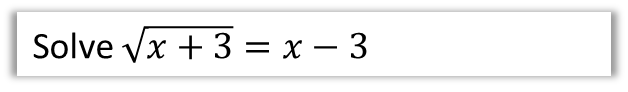 Solve √(x + 3) = x − 3